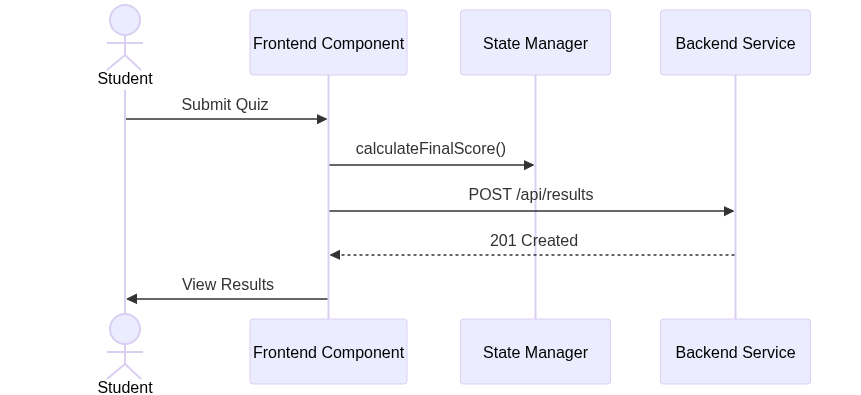 Student
Frontend Component
State Manager
Backend Service
Submit Quiz
calculateFinalScore()
POST /api/results
201 Created
View Results
Student
Frontend Component
State Manager
Backend Service